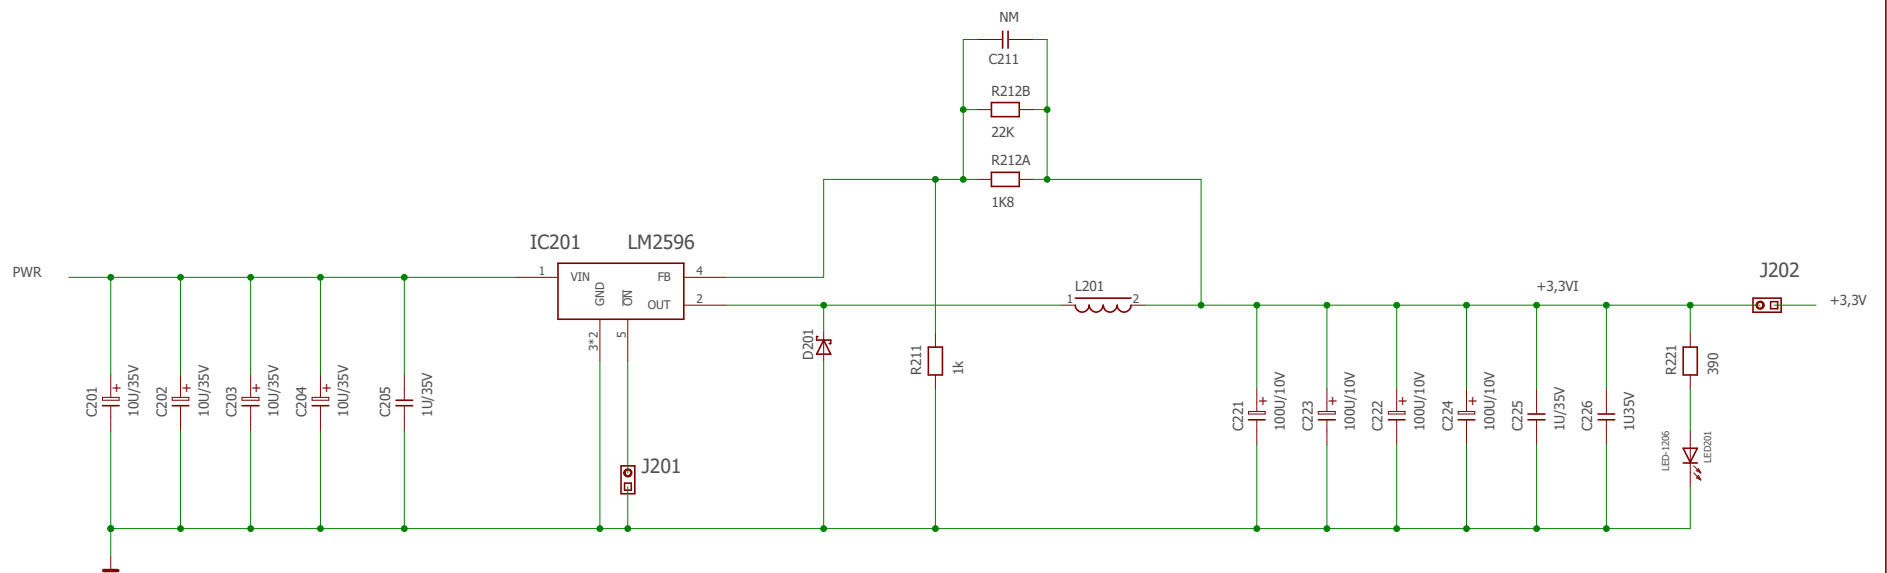 NM
C211
R212B
22K
R212A
1K8
IC201 LM2596
PWR
1 VIN FB 4
GND ON OUT 2
3*2 5
J201
D201
R211 1k
L201
1 2
+3,3VI
J202
+3,3V
C201 10U/35V
C202 10U/35V
C203 10U/35V
C204 10U/35V
C205 1U/35V
C221 100U/10V
C223 100U/10V
C222 100U/10V
C224 100U/10V
C225 1U/35V
C226 1U35V
R221 390
LED-1206 LED201
+
+
+
+
+
+
+
+